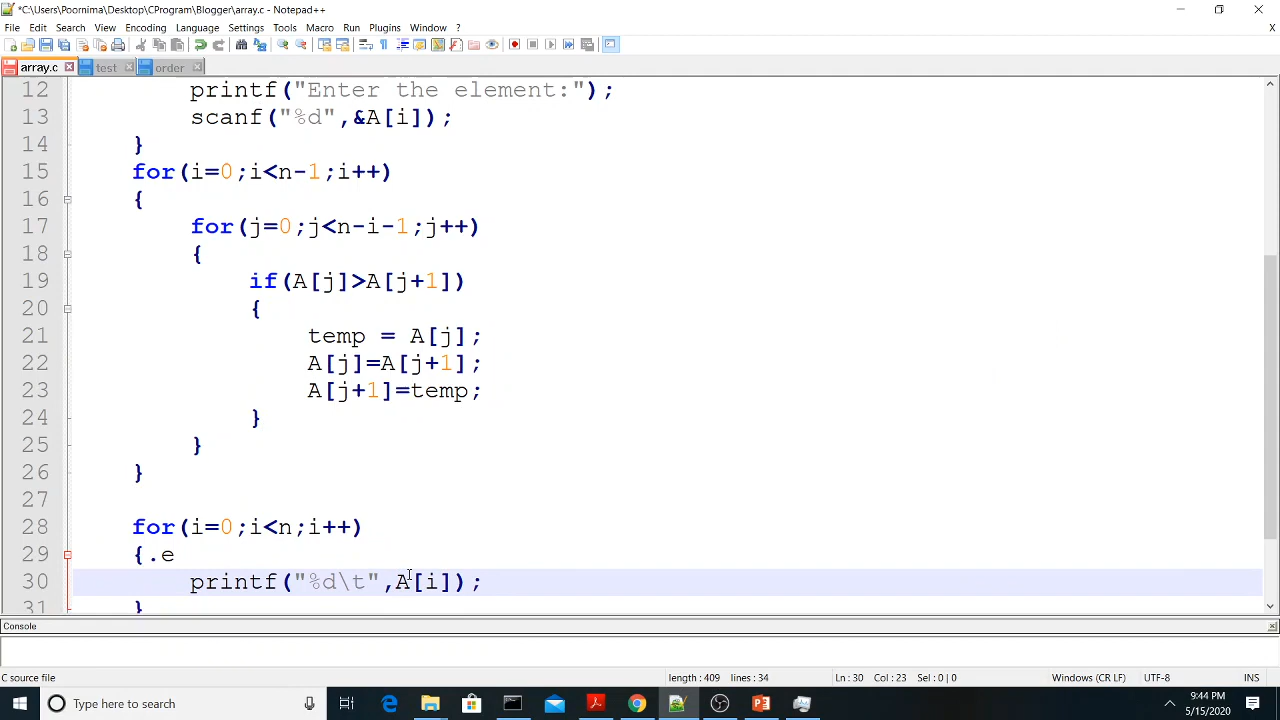 *C:\Users\Poornima\Desktop\CProgram\Blogger\array.c - Notepad++
File Edit Search View Encoding Language Settings Tools Macro Run Plugins Window ? X
array.c test order
12 printf("Enter the element:");
13 scanf("%d",&A[i]);
14 }
15 for(i=0;i<n-1;i++)
16 {
17 for(j=0;j<n-i-1;j++)
18 {
19 if(A[j]>A[j+1])
20 {
21 temp = A[j];
22 A[j]=A[j+1];
23 A[j+1]=temp;
24 }
25 }
26 }
27
28 for(i=0;i<n;i++)
29 {.e
30 printf("%d\t",A[i]);
31 }
Console
C source file length : 409 lines : 34 Ln : 30 Col : 23 Sel : 0 | 0 Windows (CR LF) UTF-8 INS
Type here to search
9:44 PM
5/15/2020